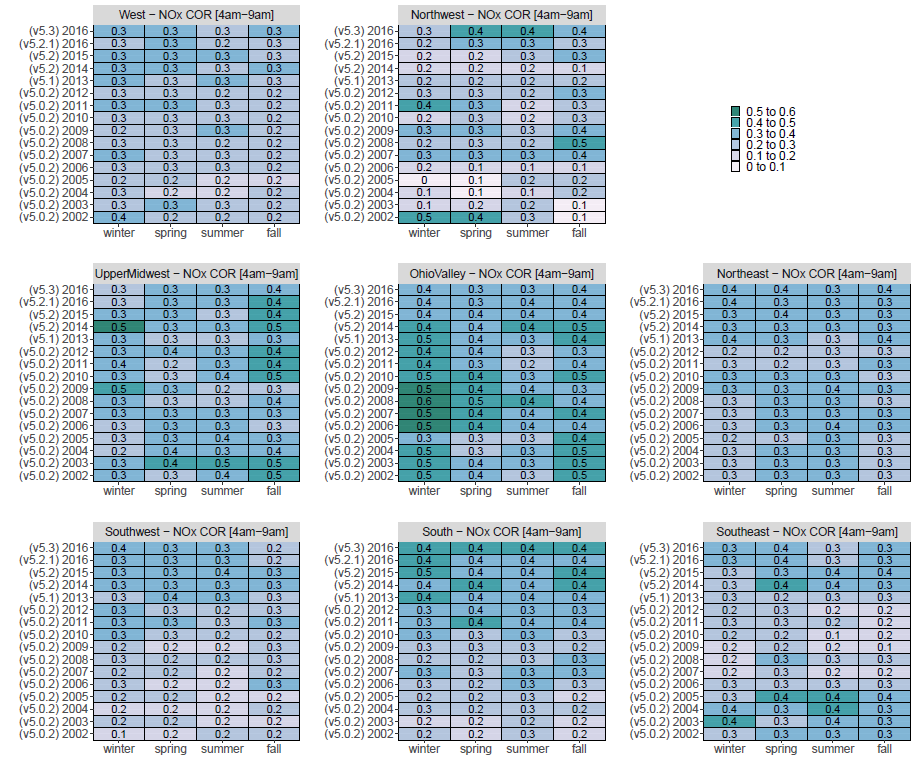 West − NOx COR [4am−9am]
(v5.3) 2016 0.3 0.3 0.3 0.3
(v5.2.1) 2016 0.3 0.3 0.2 0.3
(v5.2) 2015 0.3 0.3 0.3 0.3
(v5.2) 2014 0.3 0.3 0.3 0.3
(v5.1) 2013 0.3 0.3 0.3 0.3
(v5.0.2) 2012 0.3 0.3 0.2 0.2
(v5.0.2) 2011 0.3 0.3 0.2 0.2
(v5.0.2) 2010 0.3 0.3 0.3 0.2
(v5.0.2) 2009 0.2 0.3 0.3 0.2
(v5.0.2) 2008 0.3 0.3 0.2 0.2
(v5.0.2) 2007 0.3 0.3 0.2 0.2
(v5.0.2) 2006 0.3 0.3 0.2 0.2
(v5.0.2) 2005 0.2 0.2 0.2 0.2
(v5.0.2) 2004 0.3 0.2 0.2 0.2
(v5.0.2) 2003 0.3 0.3 0.2 0.2
(v5.0.2) 2002 0.4 0.2 0.2 0.2
winter spring summer fall
Northwest − NOx COR [4am−9am]
(v5.3) 2016 0.3 0.4 0.4 0.4
(v5.2.1) 2016 0.2 0.3 0.3 0.3
(v5.2) 2015 0.2 0.2 0.3 0.3
(v5.2) 2014 0.2 0.2 0.2 0.1
(v5.1) 2013 0.2 0.2 0.2 0.2
(v5.0.2) 2012 0.3 0.3 0.2 0.3
(v5.0.2) 2011 0.4 0.3 0.2 0.3
(v5.0.2) 2010 0.2 0.3 0.2 0.3
(v5.0.2) 2009 0.3 0.3 0.3 0.4
(v5.0.2) 2008 0.2 0.2 0.2 0.5
(v5.0.2) 2007 0.3 0.3 0.3 0.4
(v5.0.2) 2006 0.2 0.1 0.1 0.1
(v5.0.2) 2005 0 0.1 0.2 0.2
(v5.0.2) 2004 0.1 0.1 0.1 0.2
(v5.0.2) 2003 0.1 0.2 0.2 0.1
(v5.0.2) 2002 0.5 0.4 0.3 0.1
winter spring summer fall
0.5 to 0.6
0.4 to 0.5
0.3 to 0.4
0.2 to 0.3
0.1 to 0.2
0 to 0.1
UpperMidwest − NOx COR [4am−9am]
(v5.3) 2016 0.3 0.3 0.3 0.4
(v5.2.1) 2016 0.3 0.3 0.3 0.4
(v5.2) 2015 0.3 0.3 0.3 0.4
(v5.2) 2014 0.5 0.3 0.3 0.5
(v5.1) 2013 0.3 0.3 0.3 0.3
(v5.0.2) 2012 0.3 0.4 0.3 0.4
(v5.0.2) 2011 0.4 0.2 0.3 0.4
(v5.0.2) 2010 0.3 0.3 0.4 0.5
(v5.0.2) 2009 0.5 0.3 0.2 0.3
(v5.0.2) 2008 0.3 0.3 0.3 0.4
(v5.0.2) 2007 0.3 0.3 0.3 0.3
(v5.0.2) 2006 0.3 0.3 0.3 0.3
(v5.0.2) 2005 0.3 0.3 0.4 0.3
(v5.0.2) 2004 0.2 0.4 0.3 0.4
(v5.0.2) 2003 0.3 0.4 0.5 0.5
(v5.0.2) 2002 0.3 0.3 0.4 0.5
winter spring summer fall
OhioValley − NOx COR [4am−9am]
(v5.3) 2016 0.4 0.3 0.3 0.4
(v5.2.1) 2016 0.4 0.3 0.3 0.4
(v5.2) 2015 0.4 0.4 0.4 0.4
(v5.2) 2014 0.4 0.4 0.4 0.5
(v5.1) 2013 0.5 0.4 0.3 0.4
(v5.0.2) 2012 0.4 0.4 0.3 0.3
(v5.0.2) 2011 0.4 0.3 0.3 0.3
(v5.0.2) 2010 0.5 0.4 0.3 0.5
(v5.0.2) 2009 0.5 0.4 0.4 0.3
(v5.0.2) 2008 0.6 0.5 0.4 0.4
(v5.0.2) 2007 0.5 0.4 0.4 0.4
(v5.0.2) 2006 0.5 0.4 0.4 0.4
(v5.0.2) 2005 0.3 0.3 0.3 0.4
(v5.0.2) 2004 0.5 0.3 0.3 0.5
(v5.0.2) 2003 0.5 0.4 0.3 0.5
(v5.0.2) 2002 0.5 0.4 0.3 0.5
winter spring summer fall
Northeast − NOx COR [4am−9am]
(v5.3) 2016 0.4 0.3 0.3 0.4
(v5.2.1) 2016 0.4 0.3 0.3 0.3
(v5.2) 2015 0.3 0.4 0.3 0.4
(v5.2) 2014 0.3 0.3 0.3 0.3
(v5.1) 2013 0.4 0.3 0.3 0.4
(v5.0.2) 2012 0.2 0.2 0.3 0.3
(v5.0.2) 2011 0.3 0.2 0.3 0.3
(v5.0.2) 2010 0.3 0.3 0.3 0.3
(v5.0.2) 2009 0.3 0.3 0.4 0.3
(v5.0.2) 2008 0.3 0.3 0.3 0.3
(v5.0.2) 2007 0.3 0.3 0.3 0.3
(v5.0.2) 2006 0.3 0.3 0.4 0.3
(v5.0.2) 2005 0.2 0.3 0.3 0.3
(v5.0.2) 2004 0.3 0.3 0.3 0.3
(v5.0.2) 2003 0.3 0.3 0.3 0.3
(v5.0.2) 2002 0.3 0.3 0.3 0.3
winter spring summer fall
Southwest − NOx COR [4am−9am]
(v5.3) 2016 0.4 0.3 0.3 0.2
(v5.2.1) 2016 0.3 0.3 0.3 0.2
(v5.2) 2015 0.3 0.3 0.4 0.3
(v5.2) 2014 0.3 0.3 0.3 0.3
(v5.1) 2013 0.3 0.4 0.3 0.3
(v5.0.2) 2012 0.3 0.3 0.2 0.3
(v5.0.2) 2011 0.3 0.3 0.3 0.3
(v5.0.2) 2010 0.3 0.3 0.2 0.2
(v5.0.2) 2009 0.2 0.2 0.2 0.3
(v5.0.2) 2008 0.3 0.2 0.2 0.3
(v5.0.2) 2007 0.2 0.2 0.2 0.2
(v5.0.2) 2006 0.3 0.2 0.2 0.3
(v5.0.2) 2005 0.2 0.2 0.2 0.2
(v5.0.2) 2004 0.2 0.2 0.2 0.2
(v5.0.2) 2003 0.2 0.2 0.2 0.2
(v5.0.2) 2002 0.1 0.2 0.2 0.2
winter spring summer fall
South − NOx COR [4am−9am]
(v5.3) 2016 0.4 0.4 0.4 0.4
(v5.2.1) 2016 0.4 0.4 0.4 0.4
(v5.2) 2015 0.5 0.4 0.4 0.4
(v5.2) 2014 0.4 0.4 0.4 0.4
(v5.1) 2013 0.4 0.4 0.4 0.4
(v5.0.2) 2012 0.3 0.4 0.3 0.3
(v5.0.2) 2011 0.3 0.4 0.3 0.4
(v5.0.2) 2010 0.3 0.3 0.3 0.3
(v5.0.2) 2009 0.3 0.3 0.3 0.2
(v5.0.2) 2008 0.2 0.2 0.3 0.3
(v5.0.2) 2007 0.3 0.3 0.3 0.3
(v5.0.2) 2006 0.3 0.2 0.3 0.3
(v5.0.2) 2005 0.2 0.2 0.3 0.2
(v5.0.2) 2004 0.3 0.2 0.2 0.2
(v5.0.2) 2003 0.2 0.2 0.2 0.2
(v5.0.2) 2002 0.2 0.2 0.3 0.2
winter spring summer fall
Southeast − NOx COR [4am−9am]
(v5.3) 2016 0.3 0.4 0.3 0.3
(v5.2.1) 2016 0.3 0.4 0.3 0.3
(v5.2) 2015 0.3 0.3 0.4 0.4
(v5.2) 2014 0.3 0.4 0.4 0.3
(v5.1) 2013 0.3 0.2 0.3 0.3
(v5.0.2) 2012 0.2 0.3 0.2 0.2
(v5.0.2) 2011 0.3 0.3 0.2 0.2
(v5.0.2) 2010 0.2 0.2 0.1 0.2
(v5.0.2) 2009 0.2 0.2 0.2 0.1
(v5.0.2) 2008 0.2 0.3 0.3 0.3
(v5.0.2) 2007 0.2 0.3 0.2 0.2
(v5.0.2) 2006 0.3 0.3 0.3 0.3
(v5.0.2) 2005 0.3 0.4 0.4 0.4
(v5.0.2) 2004 0.4 0.3 0.4 0.3
(v5.0.2) 2003 0.4 0.3 0.4 0.3
(v5.0.2) 2002 0.3 0.3 0.3 0.3
winter spring summer fall